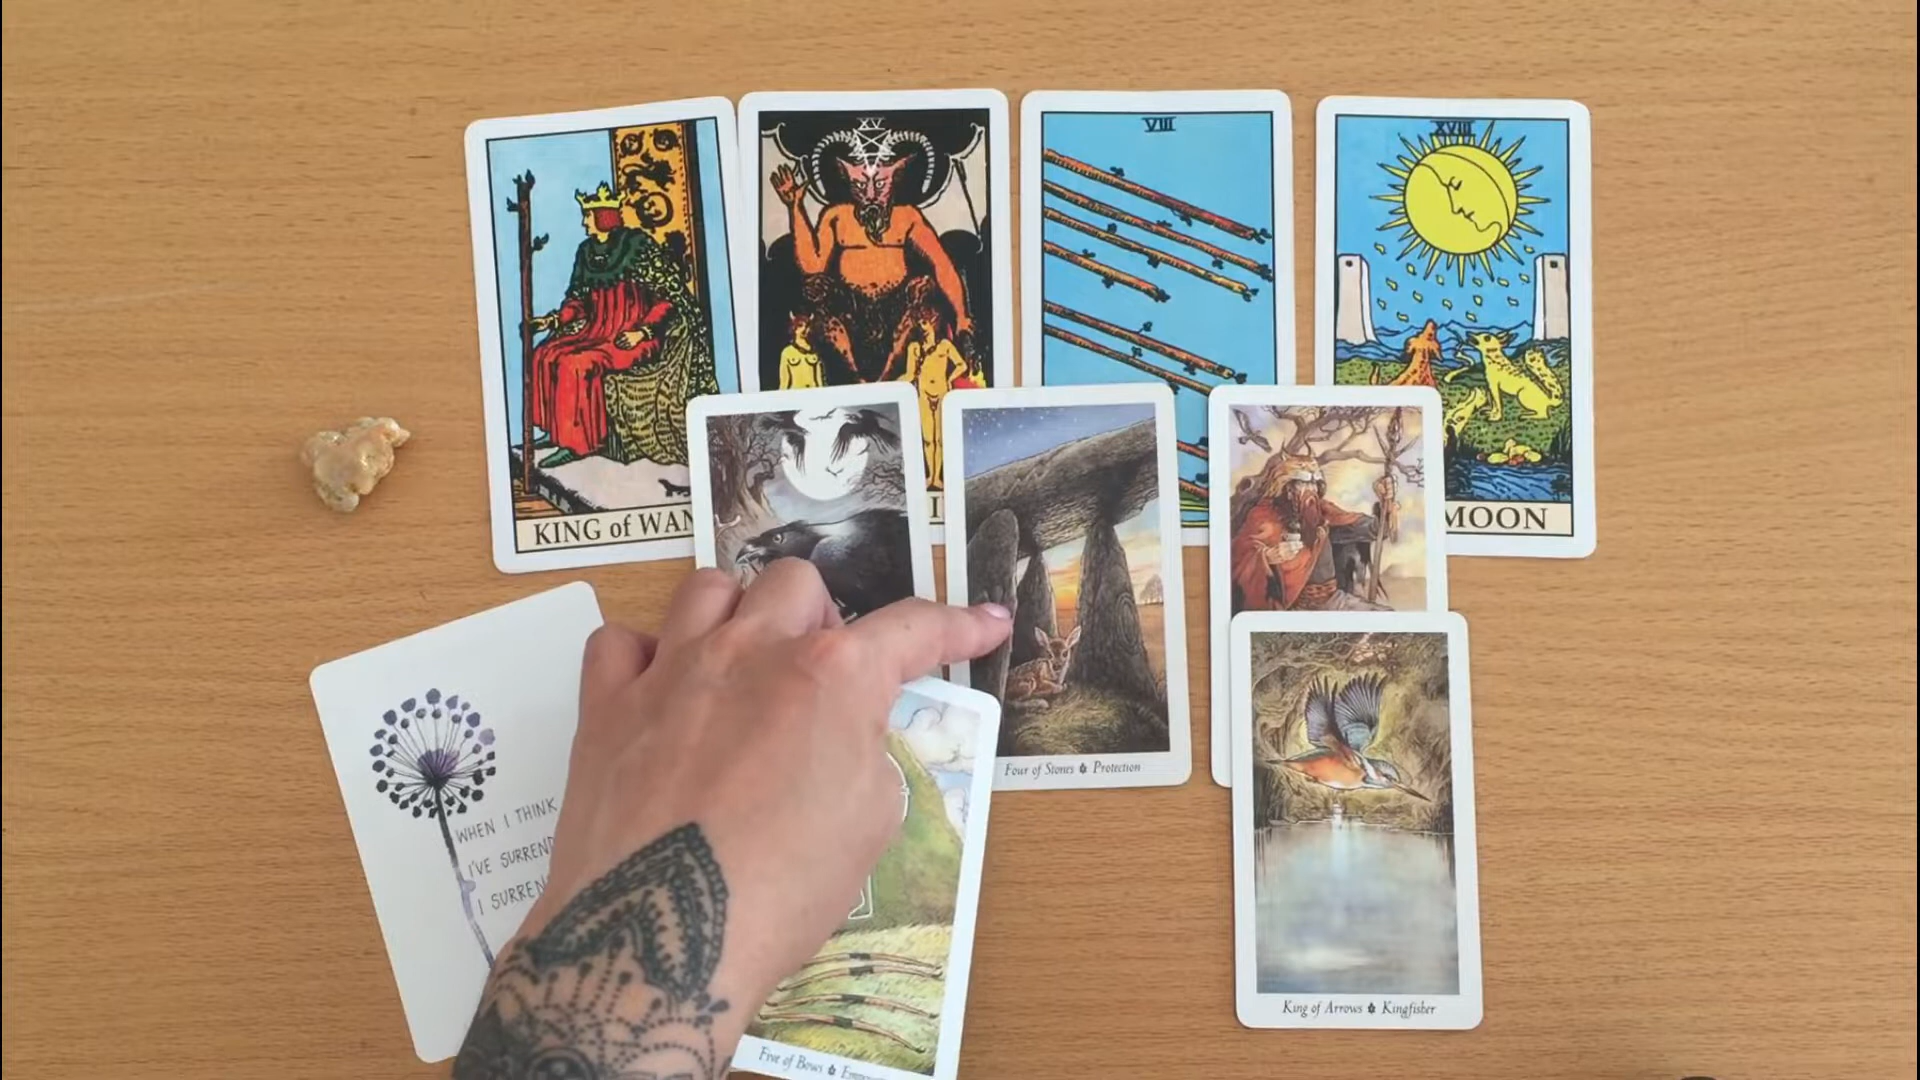 XV
VIII
XVIII
KING of WAN
MOON
Four of Stones Protection
WHEN I THINK
I'VE SURREND
I SURREN
King of Arrows Kingfisher
Five of Bows